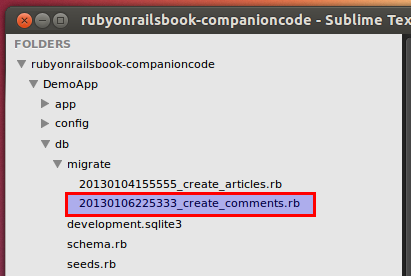 rubyonrailsbook-companioncode - Sublime Tex
FOLDERS
rubyonrailsbook-companioncode
DemoApp
app
config
db
migrate
20130104155555_create_articles.rb
20130106225333_create_comments.rb
development.sqlite3
schema.rb
seeds.rb